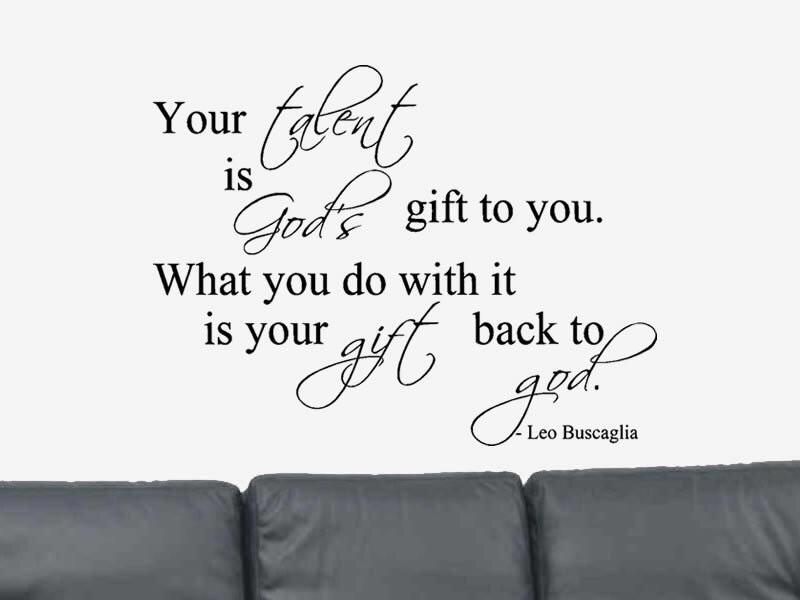 Your talent
is
God's gift to you.
What you do with it
is your gift back to
god.
- Leo Buscaglia